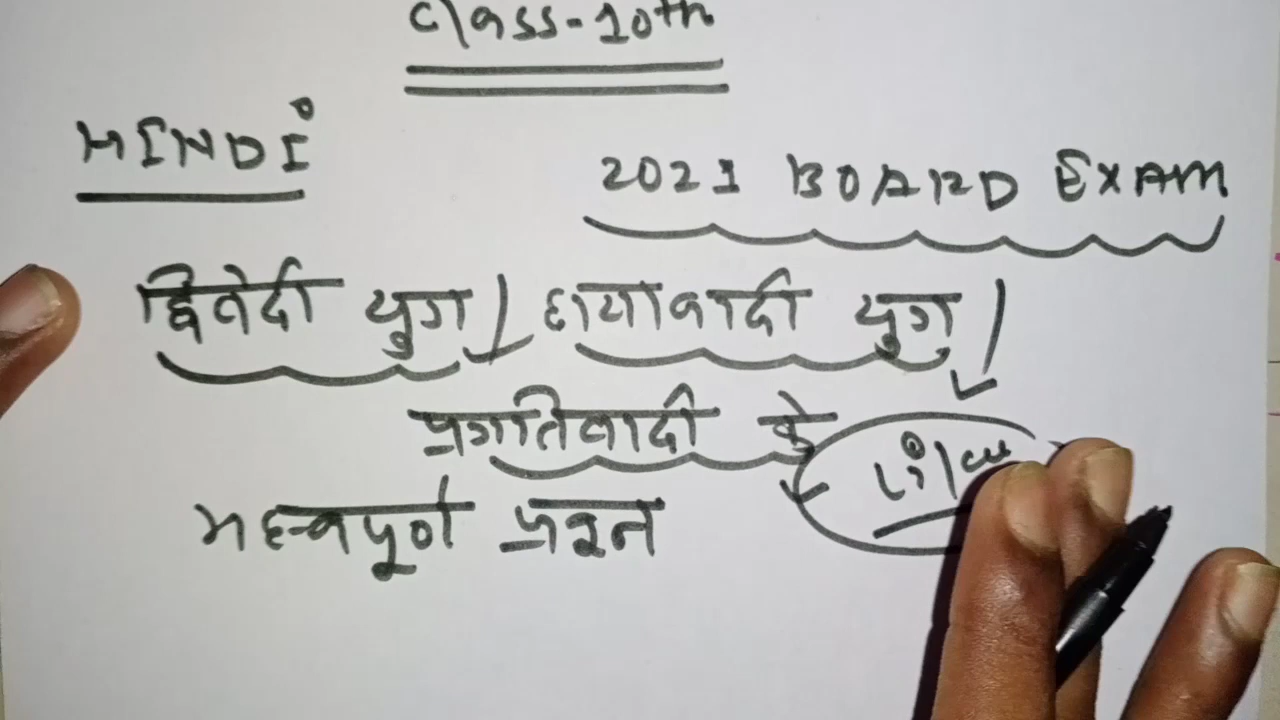 Class-10th
HINDI
2021 BOARD EXAM
द्विवेदी युग / छायावादी युग /
प्रगतिवादी के
महत्वपूर्ण प्रश्न